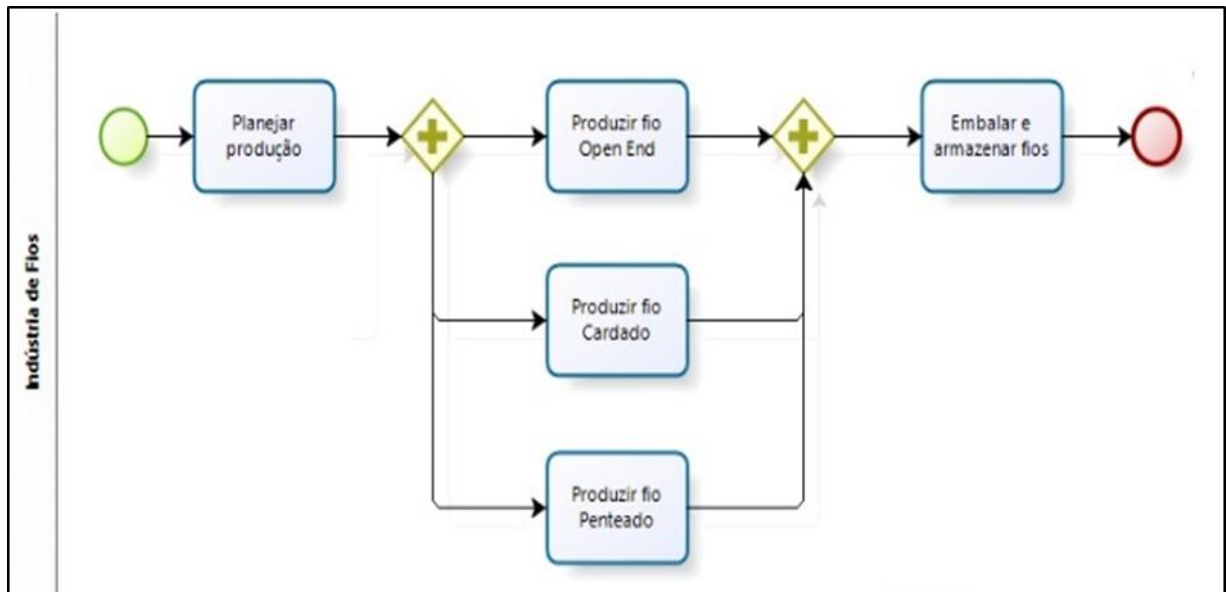 Indústria de Fios
Planejar
produção
Produzir fio
Open End
Embalar e
armazenar fios
Produzir fio
Cardado
Produzir fio
Penteado